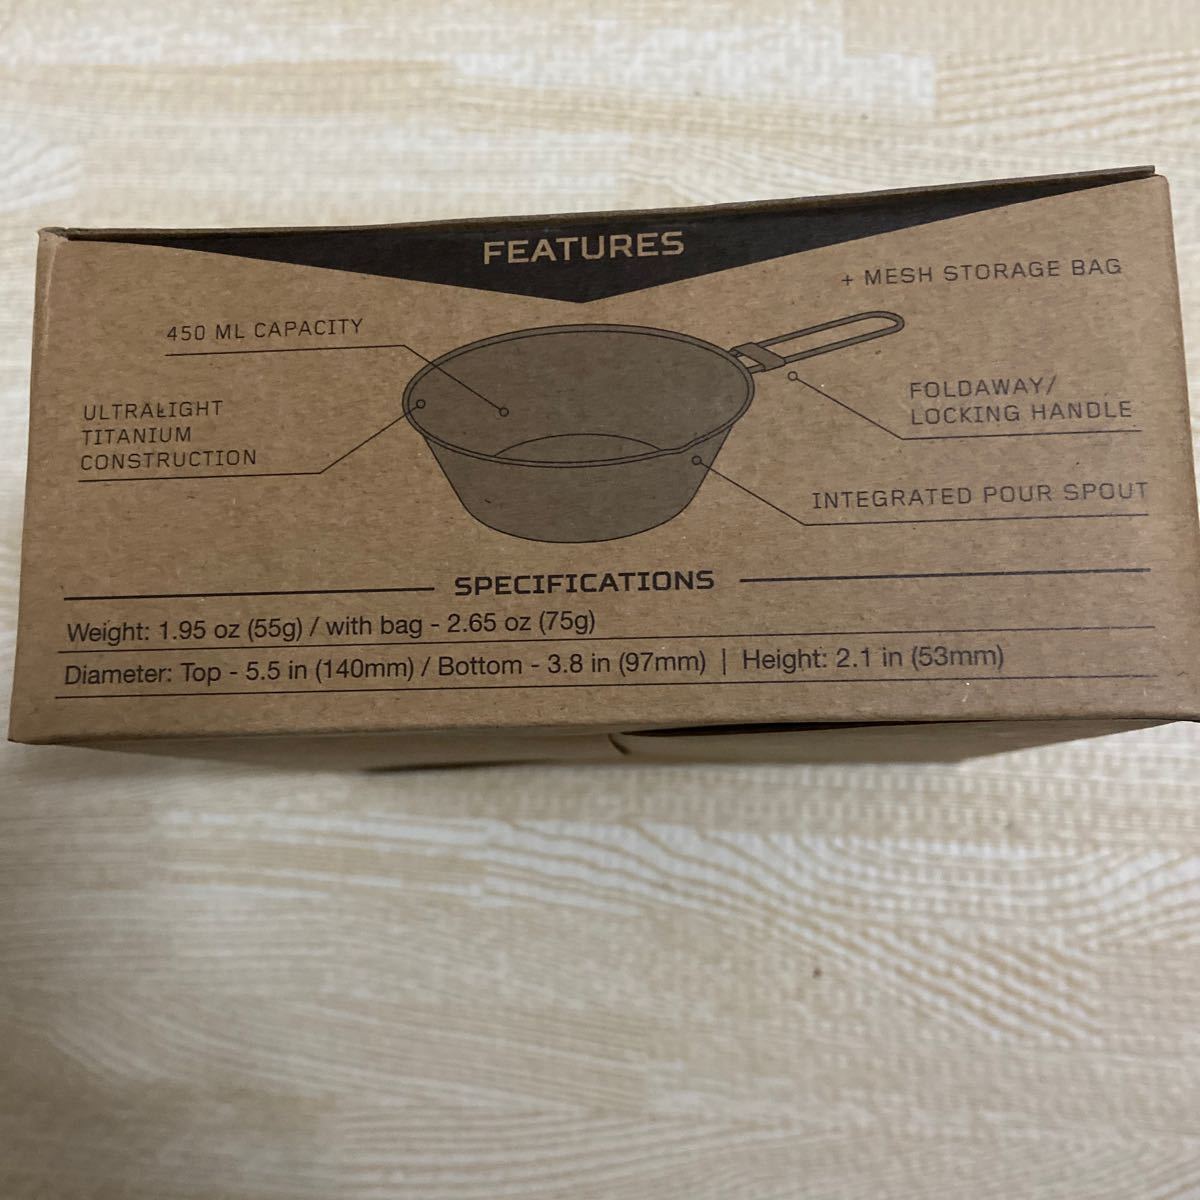 FEATURES
+ MESH STORAGE BAG
450 ML CAPACITY
ULTRALIGHT
TITANIUM
CONSTRUCTION
FOLDAWAY/
LOCKING HANDLE
INTEGRATED POUR SPOUT
SPECIFICATIONS
Weight: 1.95 oz (55g) / with bag - 2.65 oz (75g)
Diameter: Top - 5.5 in (140mm) / Bottom - 3.8 in (97mm) | Height: 2.1 in (53mm)